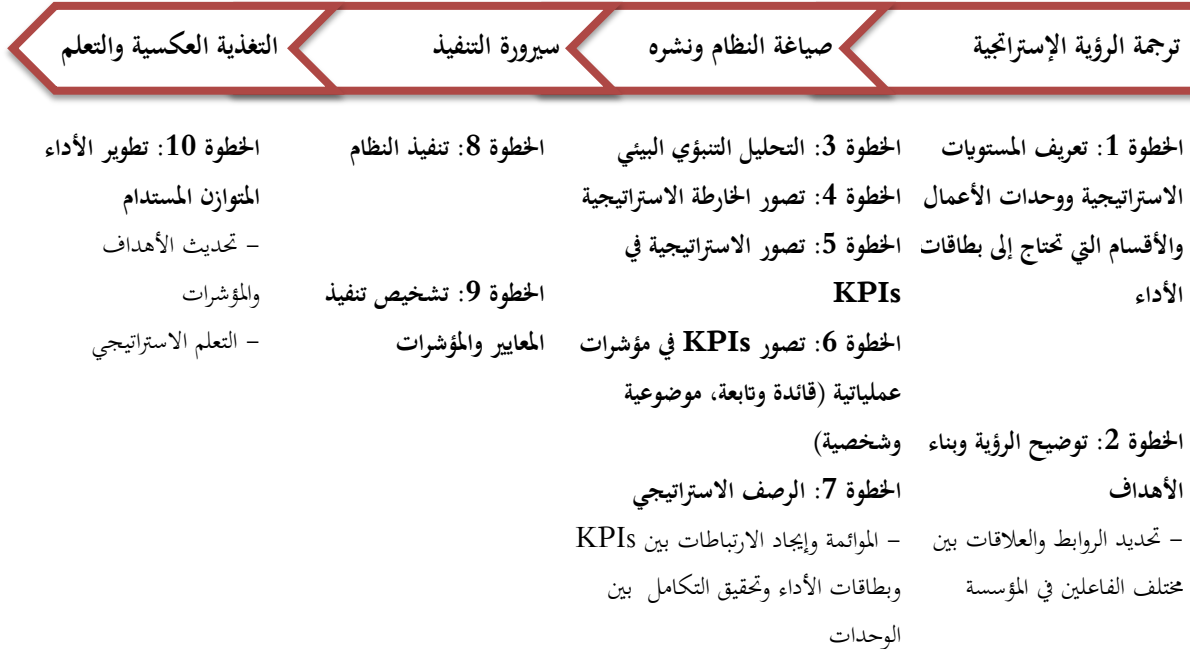 ترجمة الرؤية الإستراتجية
صياغة النظام ونشره
سيرورة التنفيذ
التغذية العكسية والتعلم
الخطوة 1: تعريف المستويات
الاستراتيجية ووحدات الأعمال
والأقسام التي تحتاج إلى بطاقات
الأداء
الخطوة 2: توضيح الرؤية وبناء
الأهداف
- تحديد الروابط والعلاقات بين
مختلف الفاعلين في المؤسسة
الخطوة 3: التحليل التنبؤي البيئي
الخطوة 4: تصور الخارطة الاستراتيجية
الخطوة 5: تصور الاستراتيجية في
KPIs
الخطوة 6: تصور KPIs في مؤشرات
عملياتية (قائدة وتابعة، موضوعية
وشخصية)
الخطوة 7: الرصف الاستراتيجي
- الموائمة وإيجاد الارتباطات بين KPIs
وبطاقات الأداء وتحقيق التكامل بين
الوحدات
الخطوة 8: تنفيذ النظام
الخطوة 9: تشخيص تنفيذ
المعايير والمؤشرات
الخطوة 10: تطوير الأداء
المتوازن المستدام
- تحديث الأهداف
والمؤشرات
- التعلم الاستراتيجي